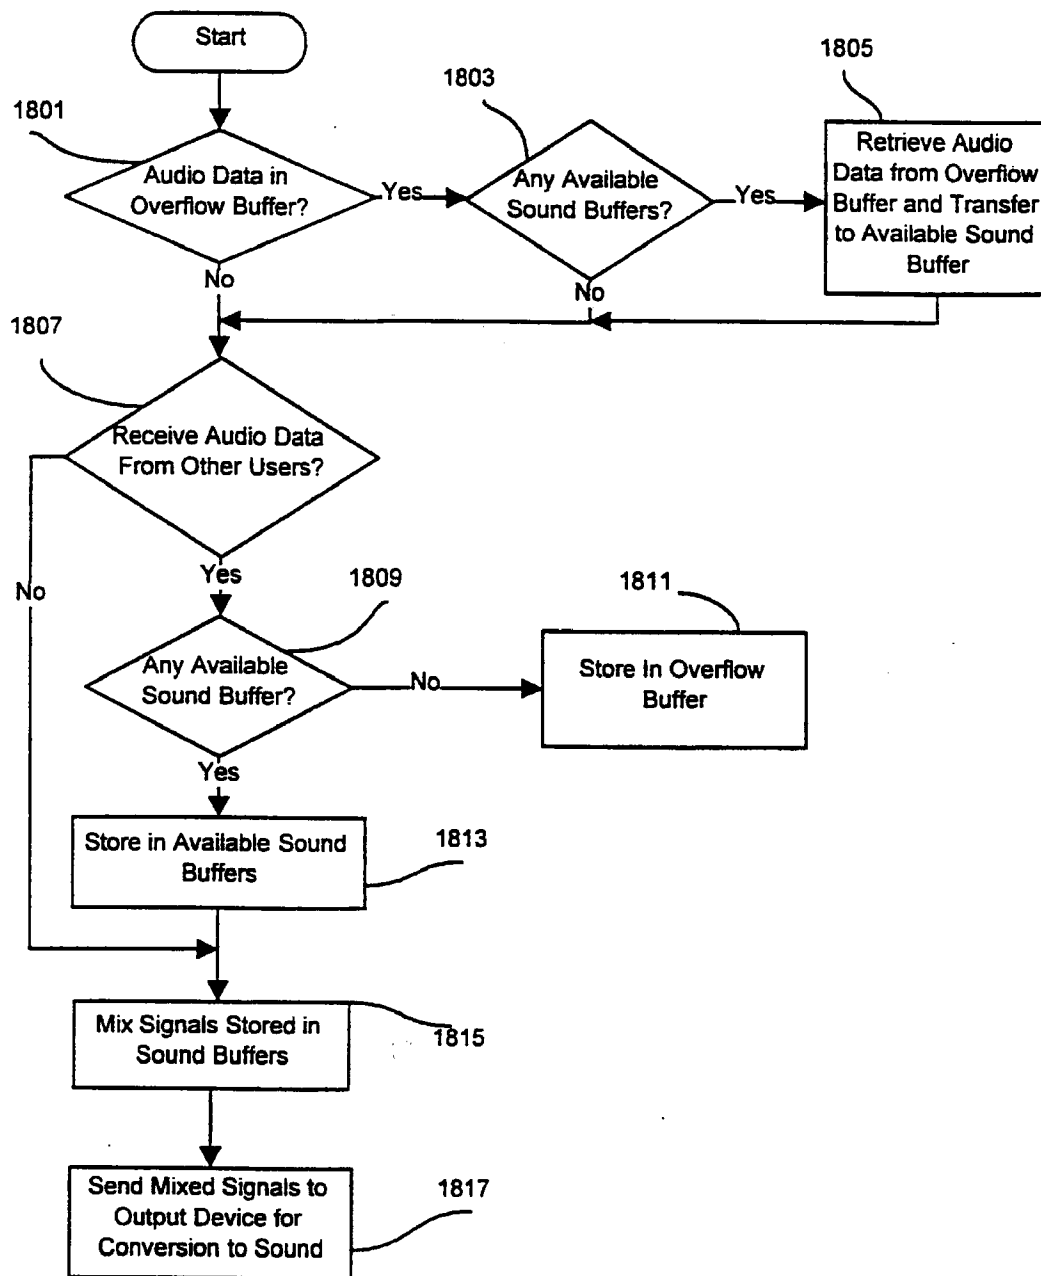 Start
1801
Audio Data in
Overflow Buffer?
Yes
No
1803
Any Available
Sound Buffers?
Yes
No
1805
Retrieve Audio
Data from Overflow
Buffer and Transfer
to Available Sound
Buffer
1807
Receive Audio Data
From Other Users?
No
Yes
1809
Any Available
Sound Buffer?
No
Yes
1811
Store In Overflow
Buffer
Store in Available Sound
Buffers
1813
Mix Signals Stored in
Sound Buffers
1815
Send Mixed Signals to
Output Device for
Conversion to Sound
1817